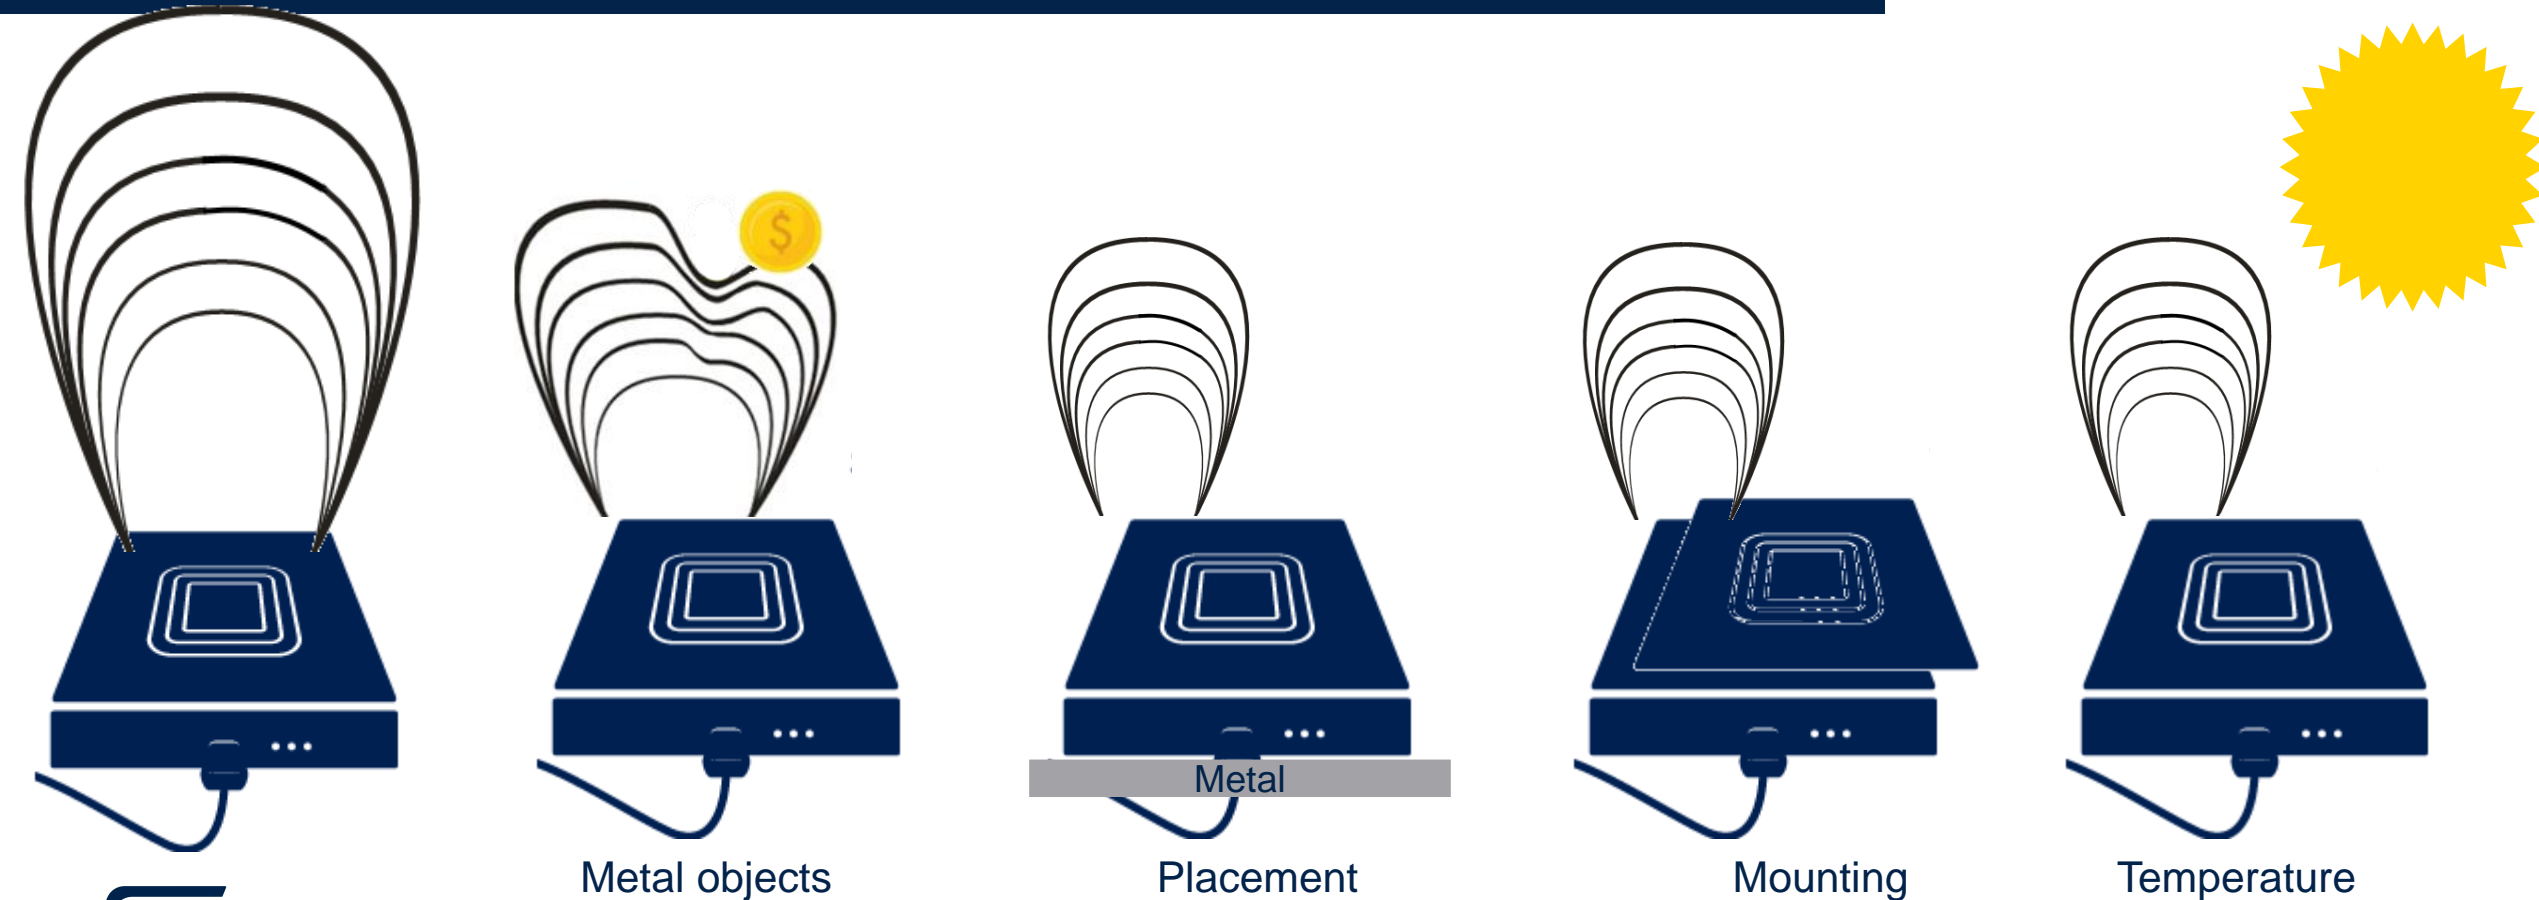 $
Metal
Metal objects
Placement
Mounting
Temperature